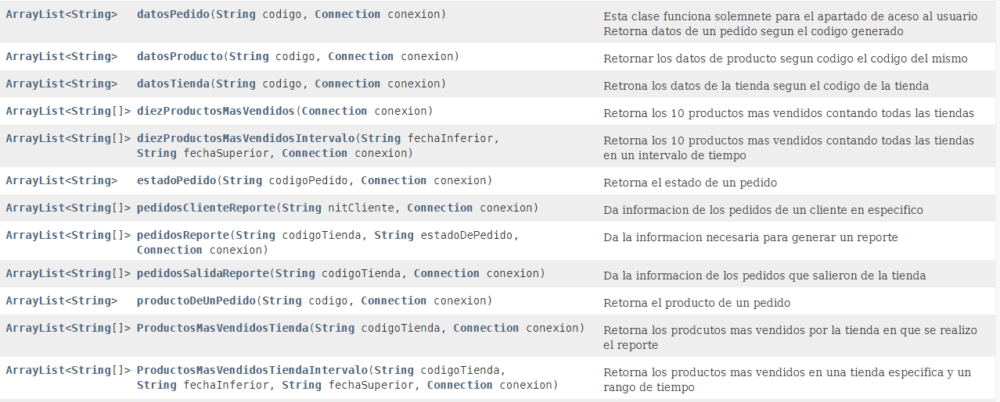 ArrayList<String> datosPedido(String codigo, Connection conexion) Esta clase funciona solemnete para el apartado de aceso al usuario
Retorna datos de un pedido segun el codigo generado
ArrayList<String> datosProducto(String codigo, Connection conexion) Retornar los datos de producto segun codigo el codigo del mismo
ArrayList<String> datosTienda(String codigo, Connection conexion) Retrona los datos de la tienda segun el codigo de la tienda
ArrayList<String[]> diezProductosMasVendidos(Connection conexion) Retorna los 10 productos mas vendidos contando todas las tiendas
ArrayList<String[]> diezProductosMasVendidosIntervalo(String fechaInferior, Retorna los 10 productos mas vendidos contando todas las tiendas
String fechaSuperior, Connection conexion) en un intervalo de tiempo
ArrayList<String> estadoPedido(String codigoPedido, Connection conexion) Retorna el estado de un pedido
ArrayList<String[]> pedidosClienteReporte(String nitCliente, Connection conexion) Da informacion de los pedidos de un cliente en especifico
ArrayList<String[]> pedidosReporte(String codigoTienda, String estadoDePedido, Da la informacion necesaria para generar un reporte
Connection conexion)
ArrayList<String[]> pedidosSalidaReporte(String codigoTienda, Connection conexion) Da la informacion de los pedidos que salieron de la tienda
ArrayList<String> productoDeUnPedido(String codigo, Connection conexion) Retorna el producto de un pedido
ArrayList<String[]> ProductosMasVendidosTienda(String codigoTienda, Connection conexion) Retorna los prodcutos mas vendidos por la tienda en que se realizo
el reporte
ArrayList<String[]> ProductosMasVendidosTiendaIntervalo(String codigoTienda, Retorna los productos mas vendidos en una tienda especifica y un
String fechaInferior, String fechaSuperior, Connection conexion) rango de tiempo